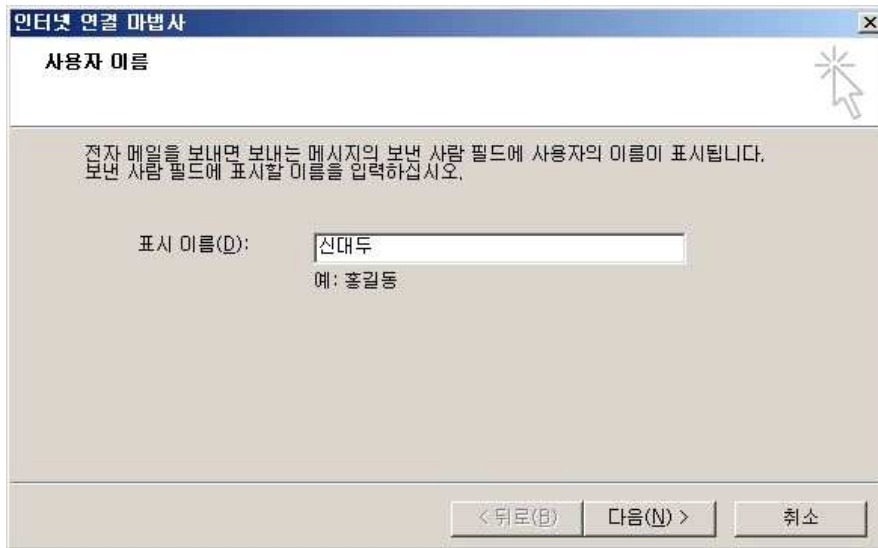 인터넷 연결 마법사
사용자 이름
전자 메일을 보내면 보내는 메시지의 보낸 사람 필드에 사용자의 이름이 표시됩니다.
보낸 사람 필드에 표시할 이름을 입력하십시오.
표시 이름(D): 신대두
예: 홍길동
< 뒤로(B) 다음(N) > 취소